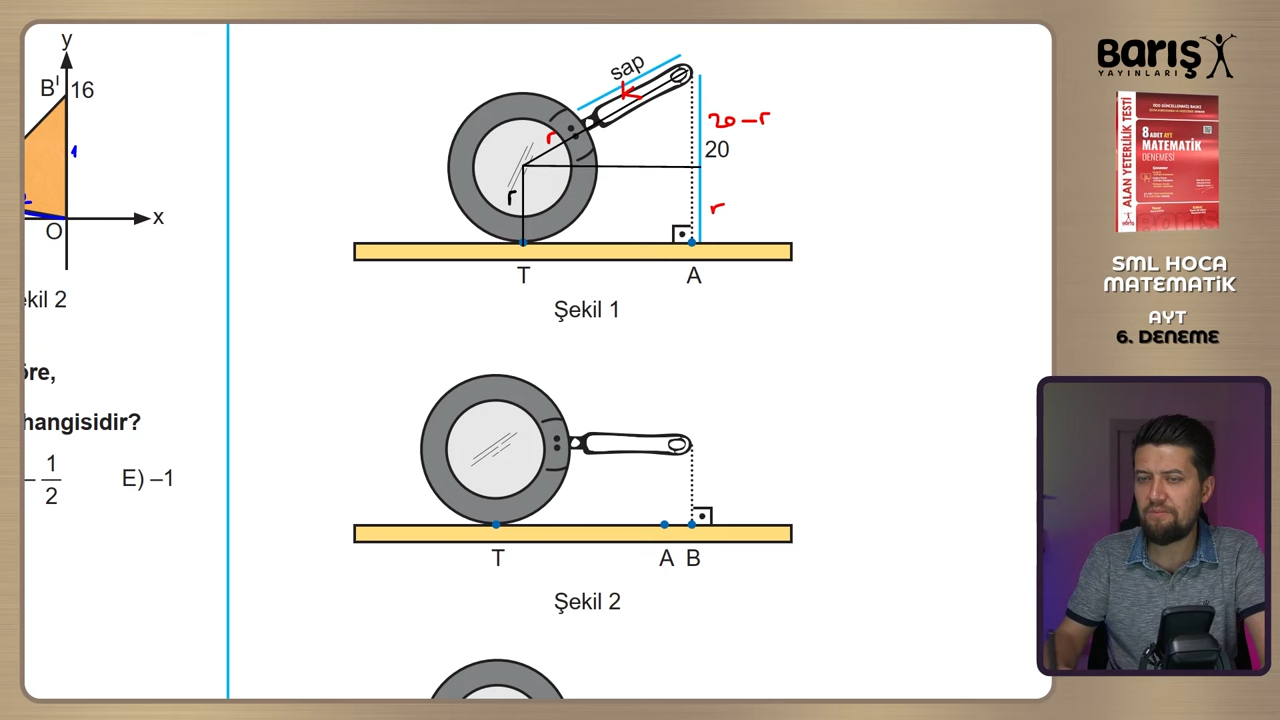 y
B'
16
x
O
ekil 2
öre,
hangisidir?
– 1
2
E) –1
sap
k
r
r
20-r
20
r
T
A
Şekil 1
T
A
B
Şekil 2
BARIŞ
YAYINLARI
ALAN YETERLİLİK TESTİ
8 ADET AYT
MATEMATİK
DENEMESİ
SML HOCA
MATEMATİK
AYT
6. DENEME